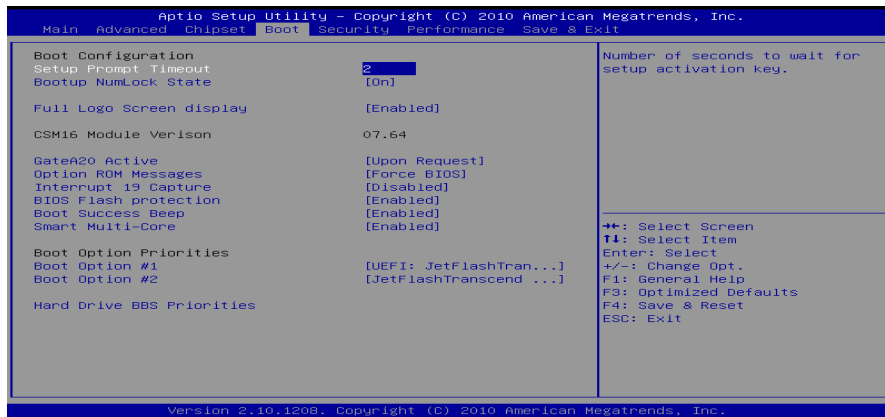 Aptio Setup Utility - Copyright (C) 2010 American Megatrends, Inc.
Main Advanced Chipset Boot Security Performance Save & Exit
Boot Configuration
Setup Prompt Timeout 2
Bootup NumLock State [On]
Full Logo Screen display [Enabled]
CSM16 Module Verison 07.64
GateA20 Active [Upon Request]
Option ROM Messages [Force BIOS]
Interrupt 19 Capture [Disabled]
BIOS Flash protection [Enabled]
Boot Success Beep [Enabled]
Smart Multi-Core [Enabled]
Boot Option Priorities
Boot Option #1 [UEFI: JetFlashTran...]
Boot Option #2 [JetFlashTranscend ...]
Hard Drive BBS Priorities
Number of seconds to wait for
setup activation key.
→←: Select Screen
↑↓: Select Item
Enter: Select
+/-: Change Opt.
F1: General Help
F3: Optimized Defaults
F4: Save & Reset
ESC: Exit
Version 2.10.1208. Copyright (C) 2010 American Megatrends, Inc.